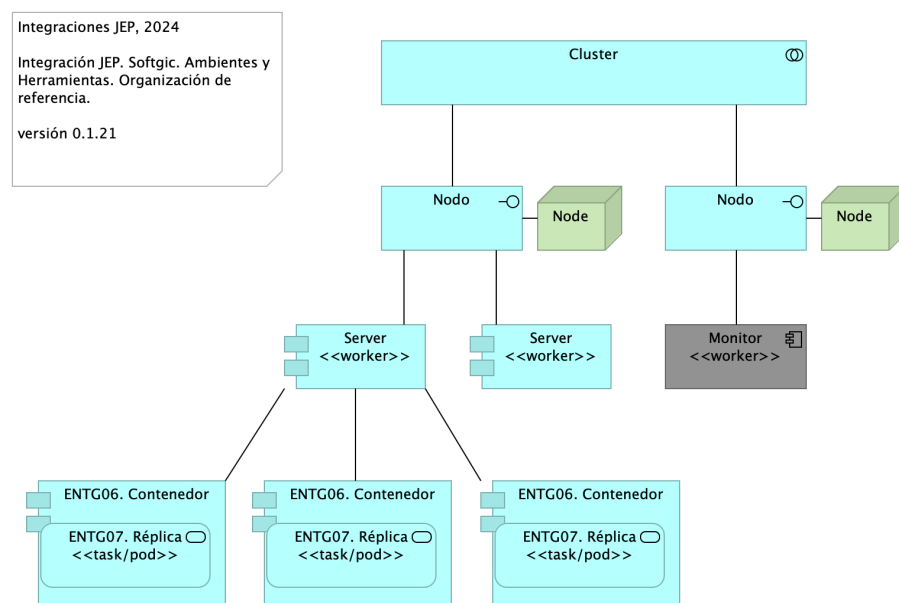 Integraciones JEP, 2024
Integración JEP. Softgic. Ambientes y
Herramientas. Organización de
referencia.
versión 0.1.21
Cluster
Nodo
Node
Nodo
Node
Server
<<worker>>
Server
<<worker>>
Monitor
<<worker>>
ENTG06. Contenedor
ENTG07. Réplica
<<task/pod>>
ENTG06. Contenedor
ENTG07. Réplica
<<task/pod>>
ENTG06. Contenedor
ENTG07. Réplica
<<task/pod>>